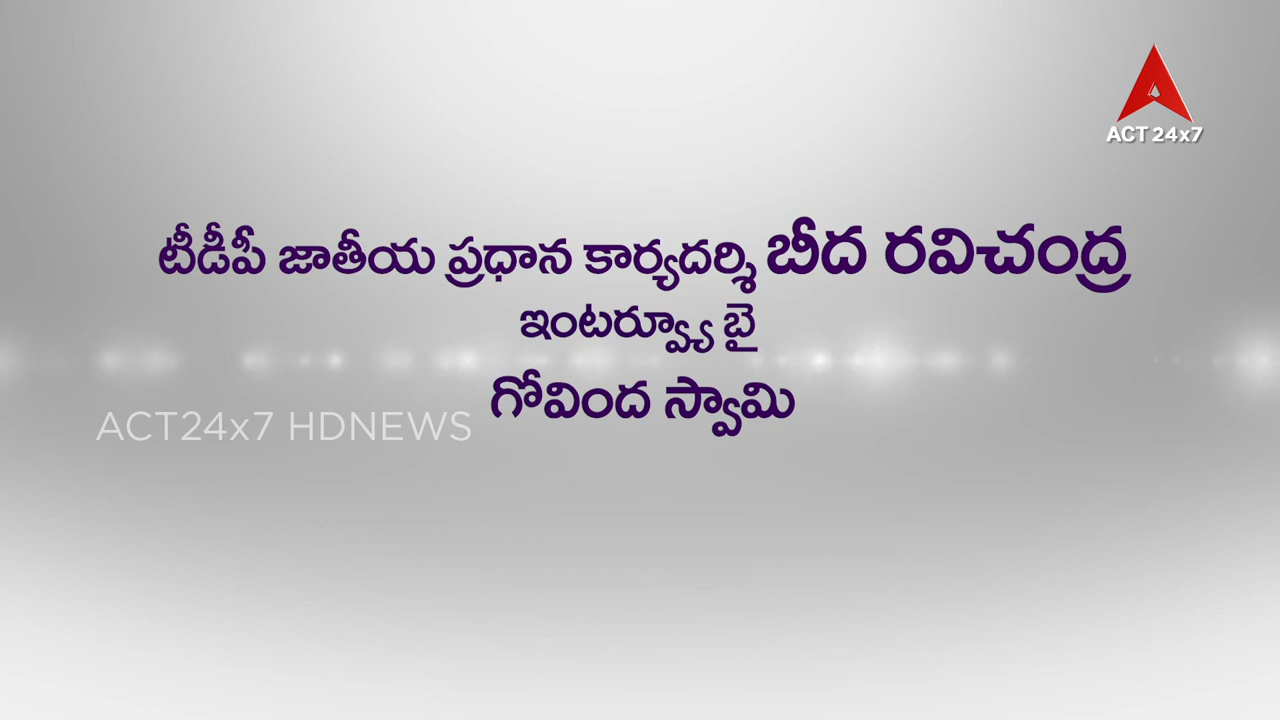 ACT 24x7
టీడీపీ జాతీయ ప్రధాన కార్యదర్శి బీద రవిచంద్ర
ఇంటర్వ్యూ బై
గోవింద స్వామి
ACT24x7 HDNEWS